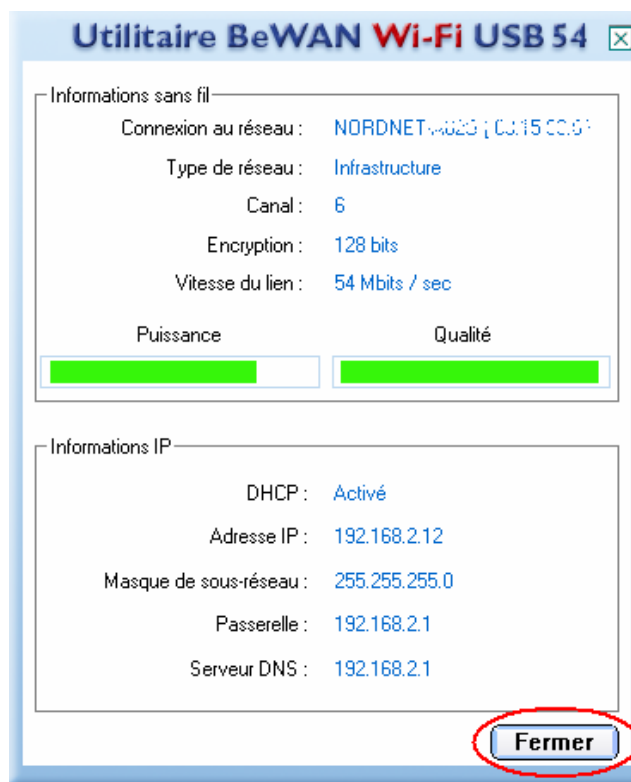 Utilitaire BeWAN Wi-Fi USB 54
Informations sans fil
Connexion au réseau : NORDNET
Type de réseau : Infrastructure
Canal : 6
Encryption : 128 bits
Vitesse du lien : 54 Mbits / sec
Puissance Qualité
Informations IP
DHCP : Activé
Adresse IP : 192.168.2.12
Masque de sous-réseau : 255.255.255.0
Passerelle : 192.168.2.1
Serveur DNS : 192.168.2.1
Fermer